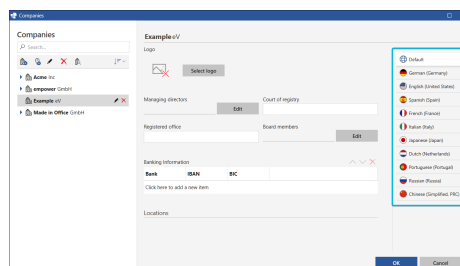 Companies
Companies
Search...
Acme Inc
empower GmbH
Example eV
Made in Office GmbH
Example eV
Logo
Select logo
Managing directors
Court of registry
Edit
Registered office
Board members
Edit
Banking information
Bank IBAN BIC
Click here to add a new item
Locations
Default
German (Germany)
English (United States)
Spanish (Spain)
French (France)
Italian (Italy)
Japanese (Japan)
Dutch (Netherlands)
Portuguese (Portugal)
Russian (Russia)
Chinese (Simplified, PRC)
OK Cancel